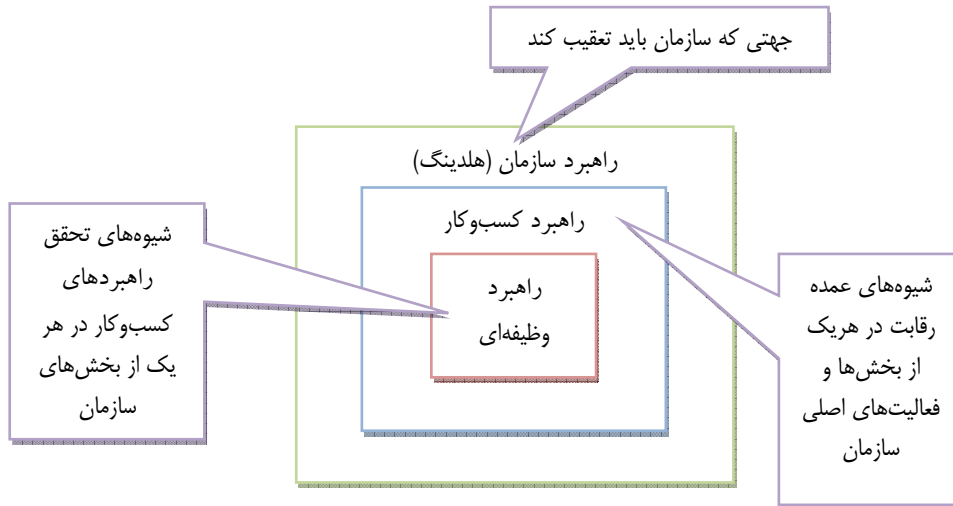 جهتی که سازمان باید تعقیب کند
راهبرد سازمان (هلدینگ)
راهبرد کسب‌وکار
راهبرد
وظیفه‌ای
شیوه‌های عمده
رقابت در هریک
از بخش‌ها و
فعالیت‌های اصلی
سازمان
شیوه‌های تحقق
راهبردهای
کسب‌وکار در هر
یک از بخش‌های
سازمان